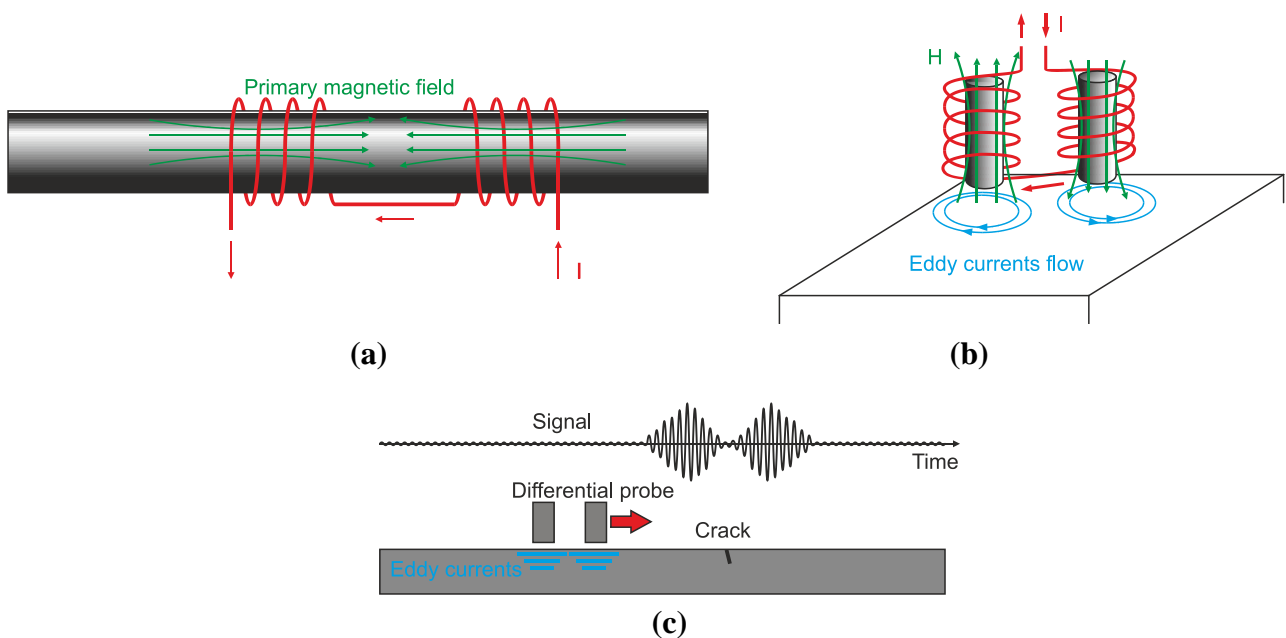 Primary magnetic field
I
(a)
I
H
Eddy currents flow
(b)
Signal
Time
Differential probe
Crack
Eddy currents
(c)